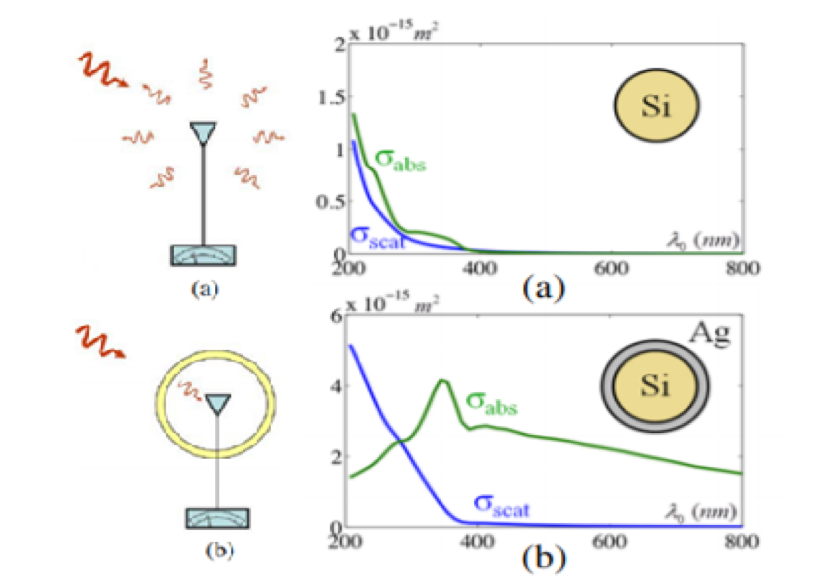 x 10⁻¹⁵ m²
2
1.5
1
0.5
0
Si
σabs
σscat
λ₀ (nm)
200 400 600 800
(a)
(a)
x 10⁻¹⁵ m²
6
4
2
0
Ag
Si
σabs
σscat
λ₀ (nm)
200 400 600 800
(b)
(b)